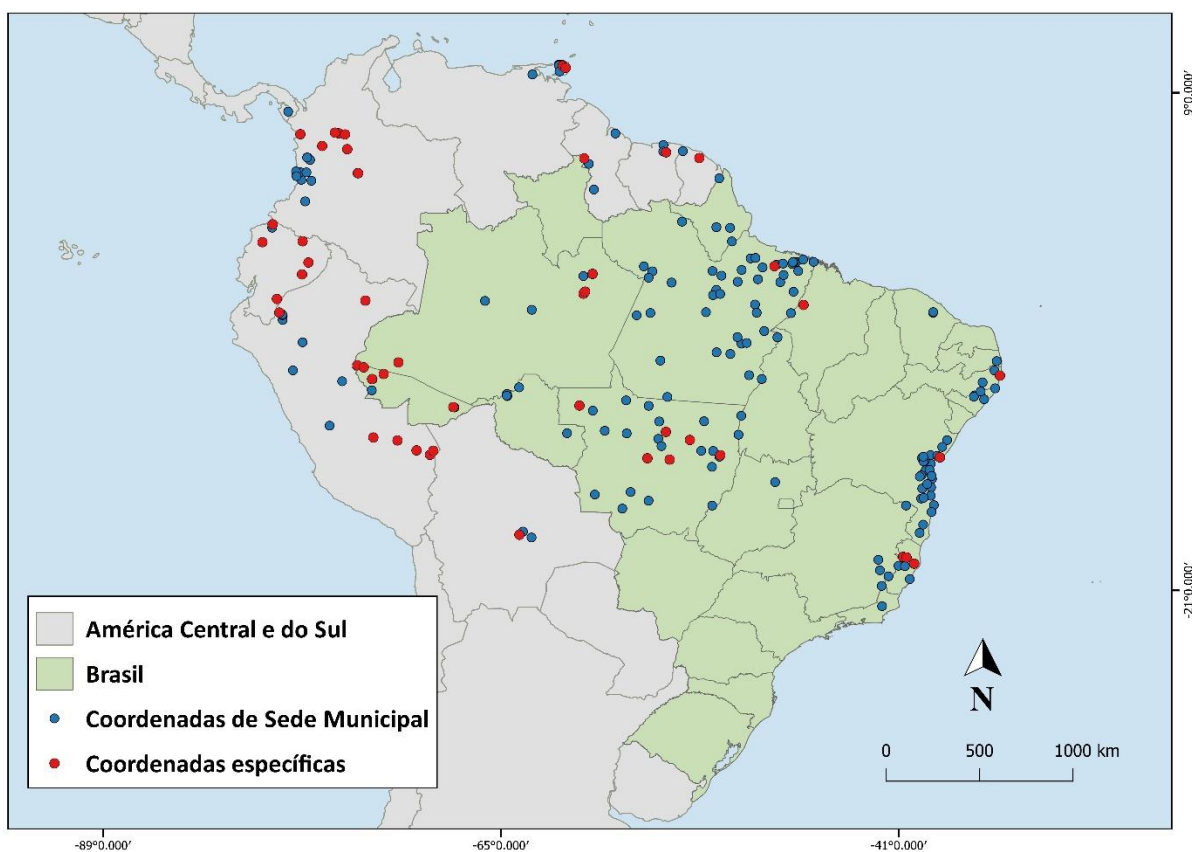 9°0.000'
América Central e do Sul
Brasil
Coordenadas de Sede Municipal
Coordenadas específicas
N
0 500 1000 km
-21°0.000'
-89°0.000' -65°0.000' -41°0.000'